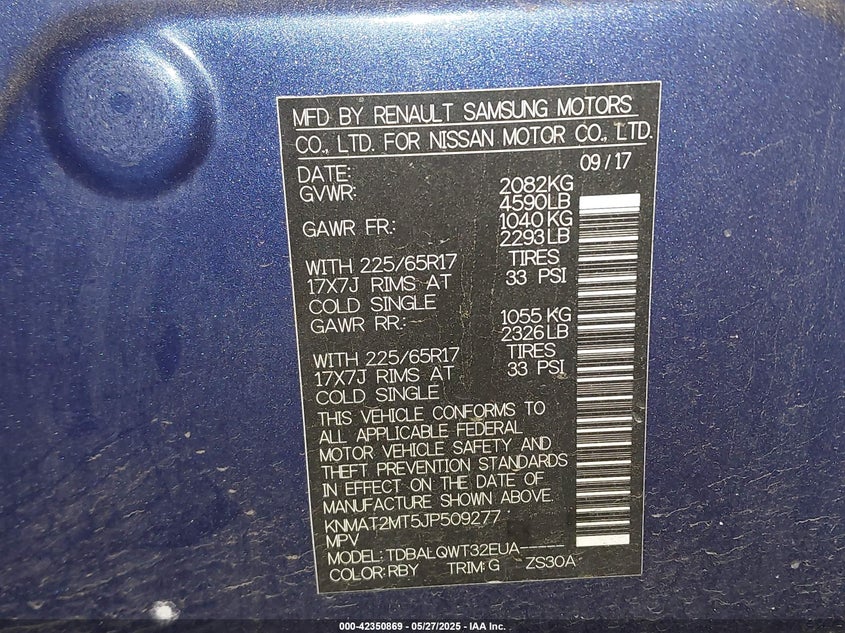 MFD BY RENAULT SAMSUNG MOTORS
CO., LTD. FOR NISSAN MOTOR CO., LTD.
DATE: 09/17
GVWR: 2082KG
4590LB
GAWR FR: 1040KG
2293LB
WITH 225/65R17 TIRES
17X7J RIMS AT 33 PSI
COLD SINGLE
GAWR RR: 1055KG
2326LB
WITH 225/65R17 TIRES
17X7J RIMS AT 33 PSI
COLD SINGLE
THIS VEHICLE CONFORMS TO
ALL APPLICABLE FEDERAL
MOTOR VEHICLE SAFETY AND
THEFT PREVENTION STANDARDS
IN EFFECT ON THE DATE OF
MANUFACTURE SHOWN ABOVE.
KNMAT2MT5JP509277
MPV
MODEL: TDBALQWT32EUA-----
COLOR:RBY TRIM:G ZS30A
000-42350869 — 05/27/2025 — IAA Inc.